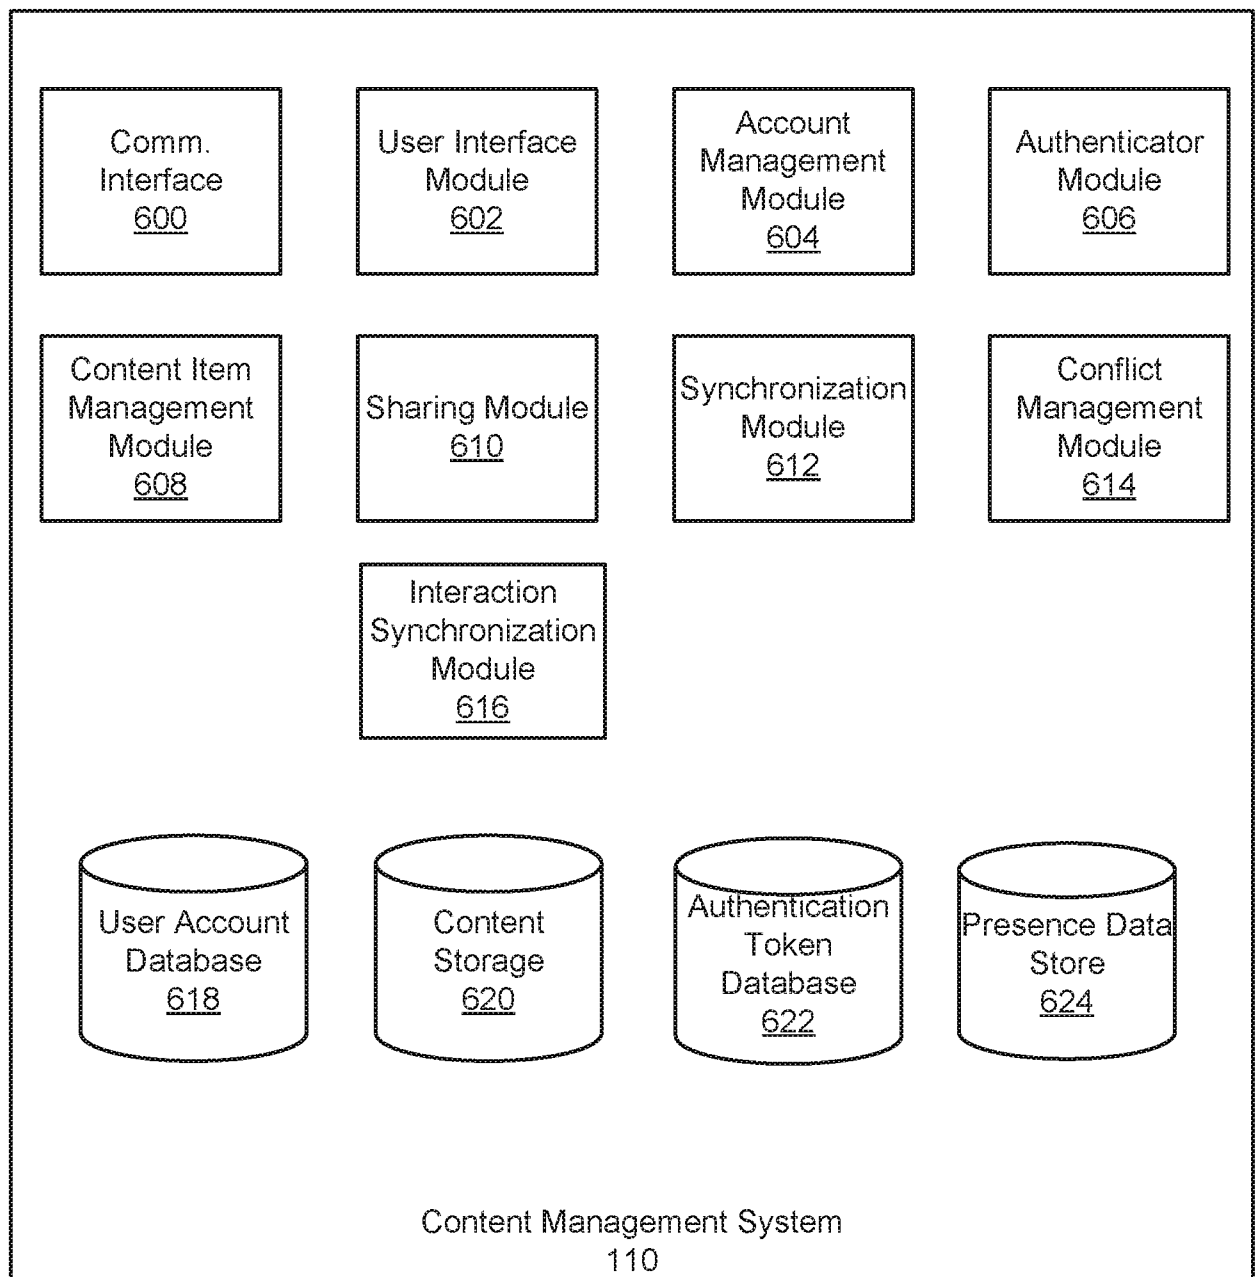 Comm.
Interface
600
User Interface
Module
602
Account
Management
Module
604
Authenticator
Module
606
Content Item
Management
Module
608
Sharing Module
610
Synchronization
Module
612
Conflict
Management
Module
614
Interaction
Synchronization
Module
616
User Account
Database
618
Content
Storage
620
Authentication
Token
Database
622
Presence Data
Store
624
Content Management System
110